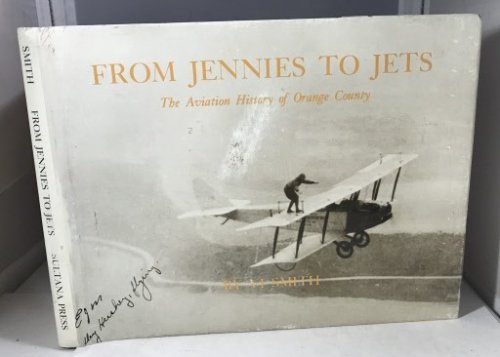 SMITH
FROM JENNIES TO JETS
SULTANA PRESS
FROM JENNIES TO JETS
The Aviation History of Orange County
SMITH